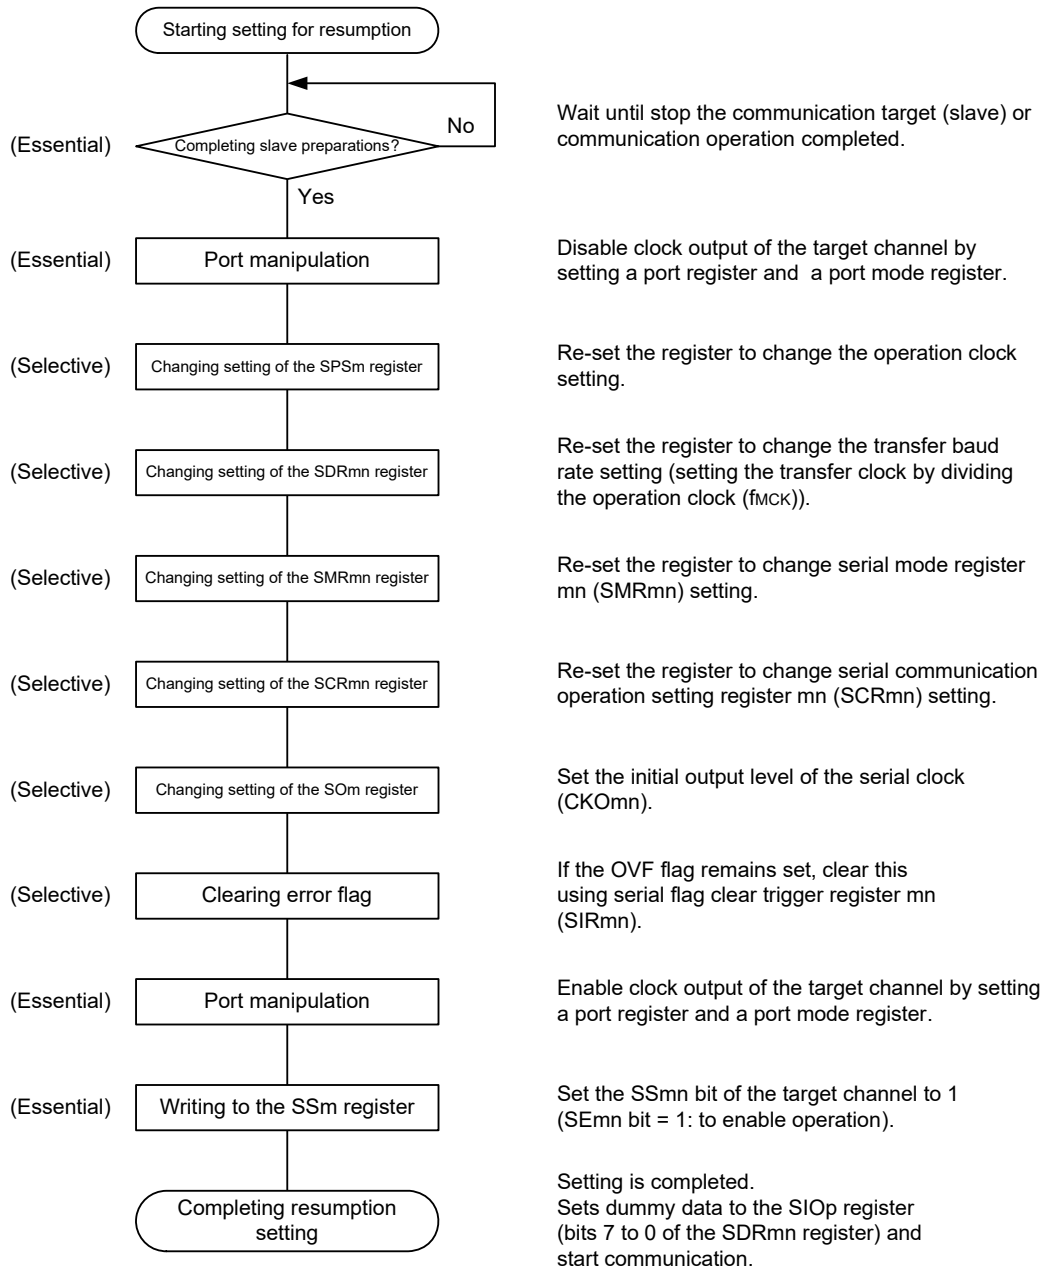 Starting setting for resumption
No
(Essential)
Completing slave preparations?
Wait until stop the communication target (slave) or
communication operation completed.
Yes
(Essential)
Port manipulation
Disable clock output of the target channel by
setting a port register and a port mode register.
(Selective)
Changing setting of the SPSm register
Re-set the register to change the operation clock
setting.
(Selective)
Changing setting of the SDRmn register
Re-set the register to change the transfer baud
rate setting (setting the transfer clock by dividing
the operation clock (fMCK)).
(Selective)
Changing setting of the SMRmn register
Re-set the register to change serial mode register
mn (SMRmn) setting.
(Selective)
Changing setting of the SCRmn register
Re-set the register to change serial communication
operation setting register mn (SCRmn) setting.
(Selective)
Changing setting of the SOm register
Set the initial output level of the serial clock
(CKOmn).
(Selective)
Clearing error flag
If the OVF flag remains set, clear this
using serial flag clear trigger register mn
(SIRmn).
(Essential)
Port manipulation
Enable clock output of the target channel by setting
a port register and a port mode register.
(Essential)
Writing to the SSm register
Set the SSmn bit of the target channel to 1
(SEmn bit = 1: to enable operation).
Completing resumption
setting
Setting is completed.
Sets dummy data to the SIOp register
(bits 7 to 0 of the SDRmn register) and
start communication.